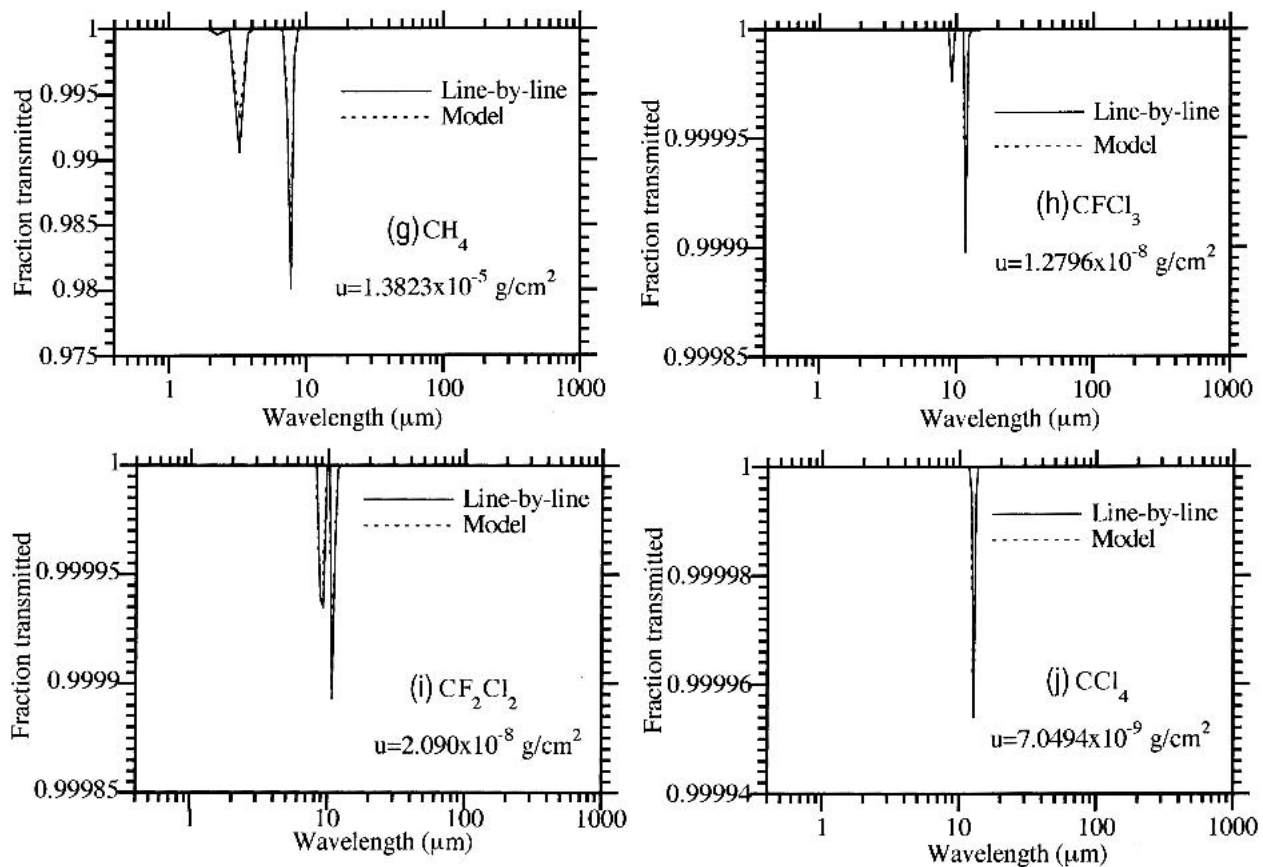 Fraction transmitted
1
0.995
0.99
0.985
0.98
0.975
Line-by-line
Model
(g) CH4
u=1.3823x10-5 g/cm2
1 10 100 1000
Wavelength (µm)
Fraction transmitted
1
0.99995
0.9999
0.99985
Line-by-line
Model
(h) CFCl3
u=1.2796x10-8 g/cm2
1 10 100 1000
Wavelength (µm)
Fraction transmitted
1
0.99995
0.9999
0.99985
Line-by-line
Model
(i) CF2Cl2
u=2.090x10-8 g/cm2
1 10 100 1000
Wavelength (µm)
Fraction transmitted
1
0.99998
0.99996
0.99994
Line-by-line
Model
(j) CCl4
u=7.0494x10-9 g/cm2
1 10 100 1000
Wavelength (µm)